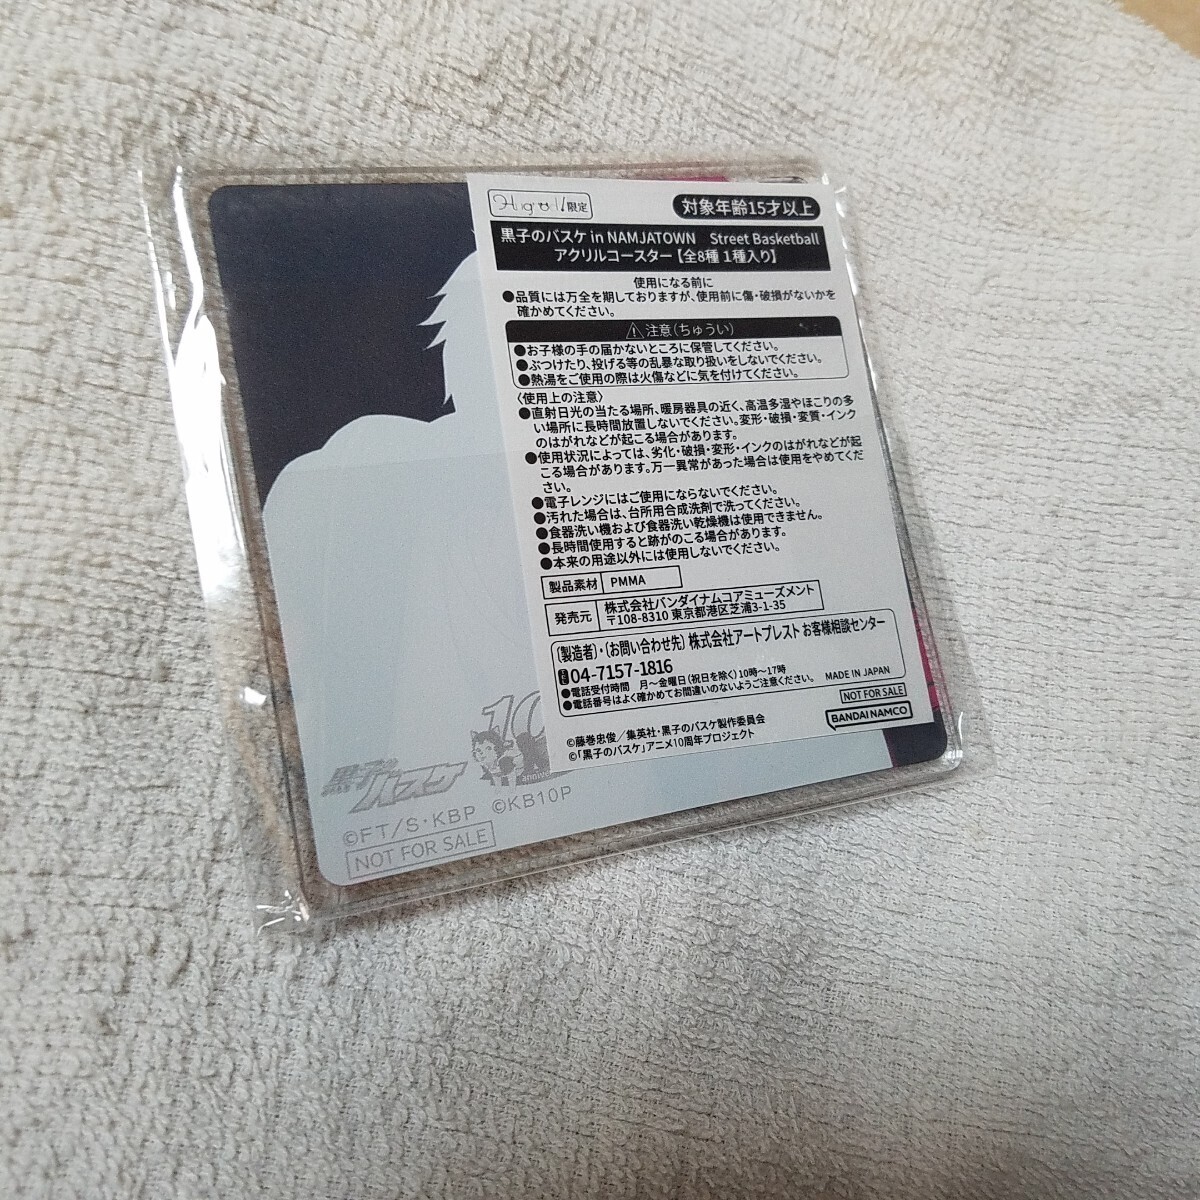 限定
対象年齢15才以上
黒子のバスケ in NAMJATOWN Street Basketball
アクリルコースター【全8種 1種入り】
使用になる前に
●品質には万全を期しておりますが、使用前に傷・破損がないかを
確かめてください。
⚠注意(ちゅうい)
●お子様の手の届かないところに保管してください。
●ぶつけたり、投げる等の乱暴な取り扱いをしないでください。
●熱湯をご使用の際は火傷などに気を付けてください。
〈使用上の注意〉
●直射日光の当たる場所、暖房器具の近く、高温多湿やほこりの多
い場所に長時間放置しないでください。変形・破損・変質・インク
のはがれなどが起こる場合があります。
●使用状況によっては、劣化・破損・変形・インクのはがれなどが起
こる場合があります。万一異常があった場合は使用をやめてくだ
さい。
●電子レンジにはご使用にならないでください。
●汚れた場合は、台所用合成洗剤で洗ってください。
●食器洗い機および食器洗い乾燥機は使用できません。
●長時間使用すると跡がのこる場合があります。
●本来の用途以外には使用しないでください。
製品素材 PMMA
発売元 株式会社バンダイナムコアミューズメント
〒108-8310 東京都港区芝浦3-1-35
〔製造者〕・〔お問い合わせ先〕 株式会社アートプレスト お客様相談センター
04-7157-1816
●電話受付時間 月～金曜日(祝日を除く)10時～17時
●電話番号はよく確かめてお間違いのないようご注意ください。
MADE IN JAPAN
NOT FOR SALE
BANDAI NAMCO
©藤巻忠俊／集英社・黒子のバスケ製作委員会
©「黒子のバスケ」アニメ10周年プロジェクト
黒子のバスケ
10
anniv
©FT/S・KBP ©KB10P
NOT FOR SALE